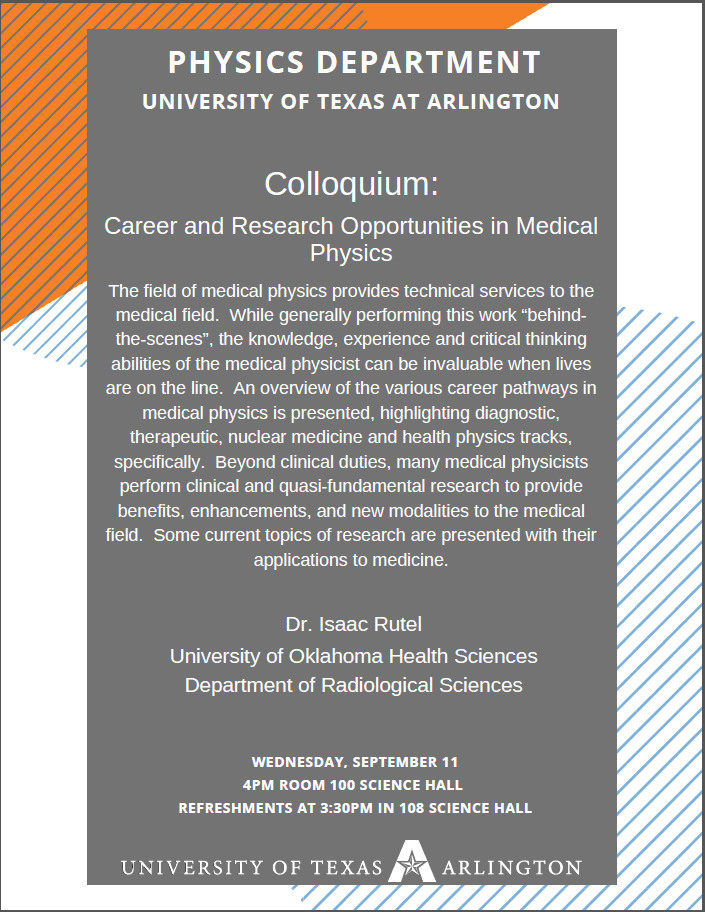 PHYSICS DEPARTMENT
UNIVERSITY OF TEXAS AT ARLINGTON
Colloquium:
Career and Research Opportunities in Medical
Physics
The field of medical physics provides technical services to the
medical field.  While generally performing this work “behind-
the-scenes”, the knowledge, experience and critical thinking
abilities of the medical physicist can be invaluable when lives
are on the line.  An overview of the various career pathways in
medical physics is presented, highlighting diagnostic,
therapeutic, nuclear medicine and health physics tracks,
specifically.  Beyond clinical duties, many medical physicists
perform clinical and quasi-fundamental research to provide
benefits, enhancements, and new modalities to the medical
field.  Some current topics of research are presented with their
applications to medicine.
Dr. Isaac Rutel
University of Oklahoma Health Sciences
Department of Radiological Sciences
WEDNESDAY, SEPTEMBER 11
4PM ROOM 100 SCIENCE HALL
REFRESHMENTS AT 3:30PM IN 108 SCIENCE HALL
UNIVERSITY OF TEXAS A ARLINGTON